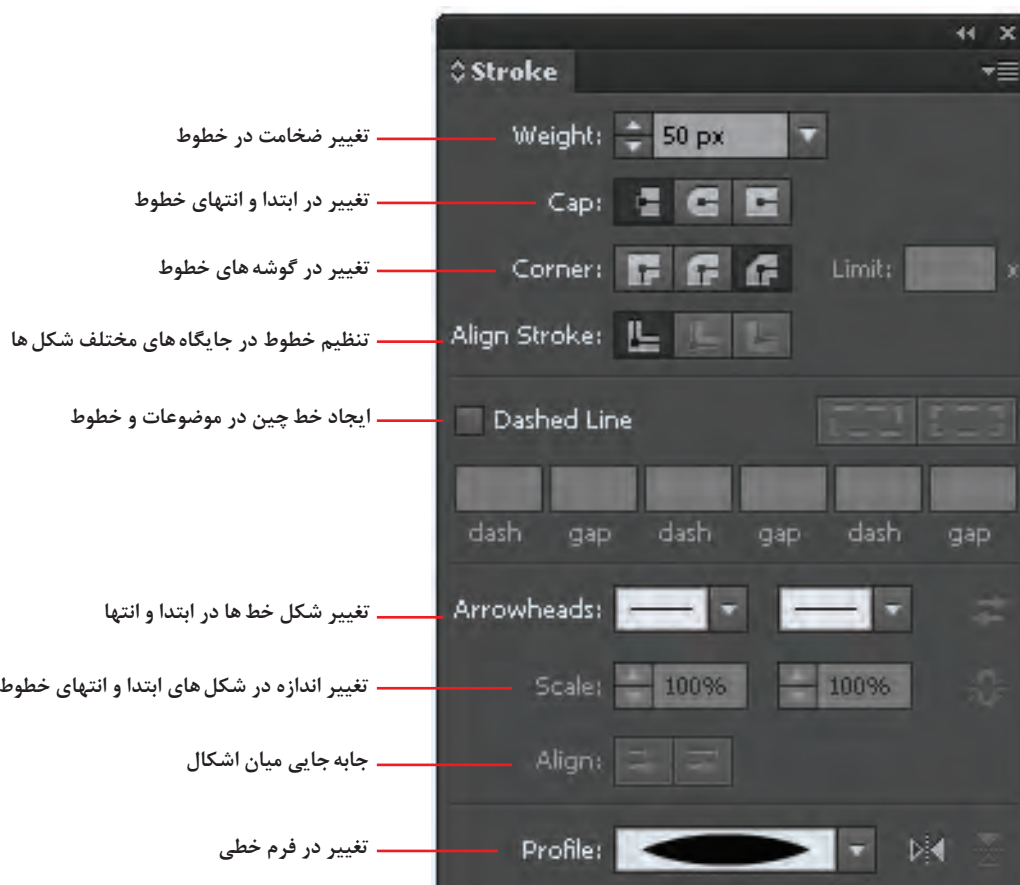 Stroke
تغییر ضخامت در خطوط
Weight: 50 px
تغییر در ابتدا و انتهای خطوط
Cap:
تغییر در گوشه های خطوط
Corner: Limit: x
تنظیم خطوط در جایگاه های مختلف شکل ها
Align Stroke:
ایجاد خط چین در موضوعات و خطوط
Dashed Line
dash gap dash gap dash gap
تغییر شکل خط ها در ابتدا و انتها
Arrowheads:
تغییر اندازه در شکل های ابتدا و انتهای خطوط
Scale: 100% 100%
جابه جایی میان اشکال
Align:
تغییر در فرم خطی
Profile: